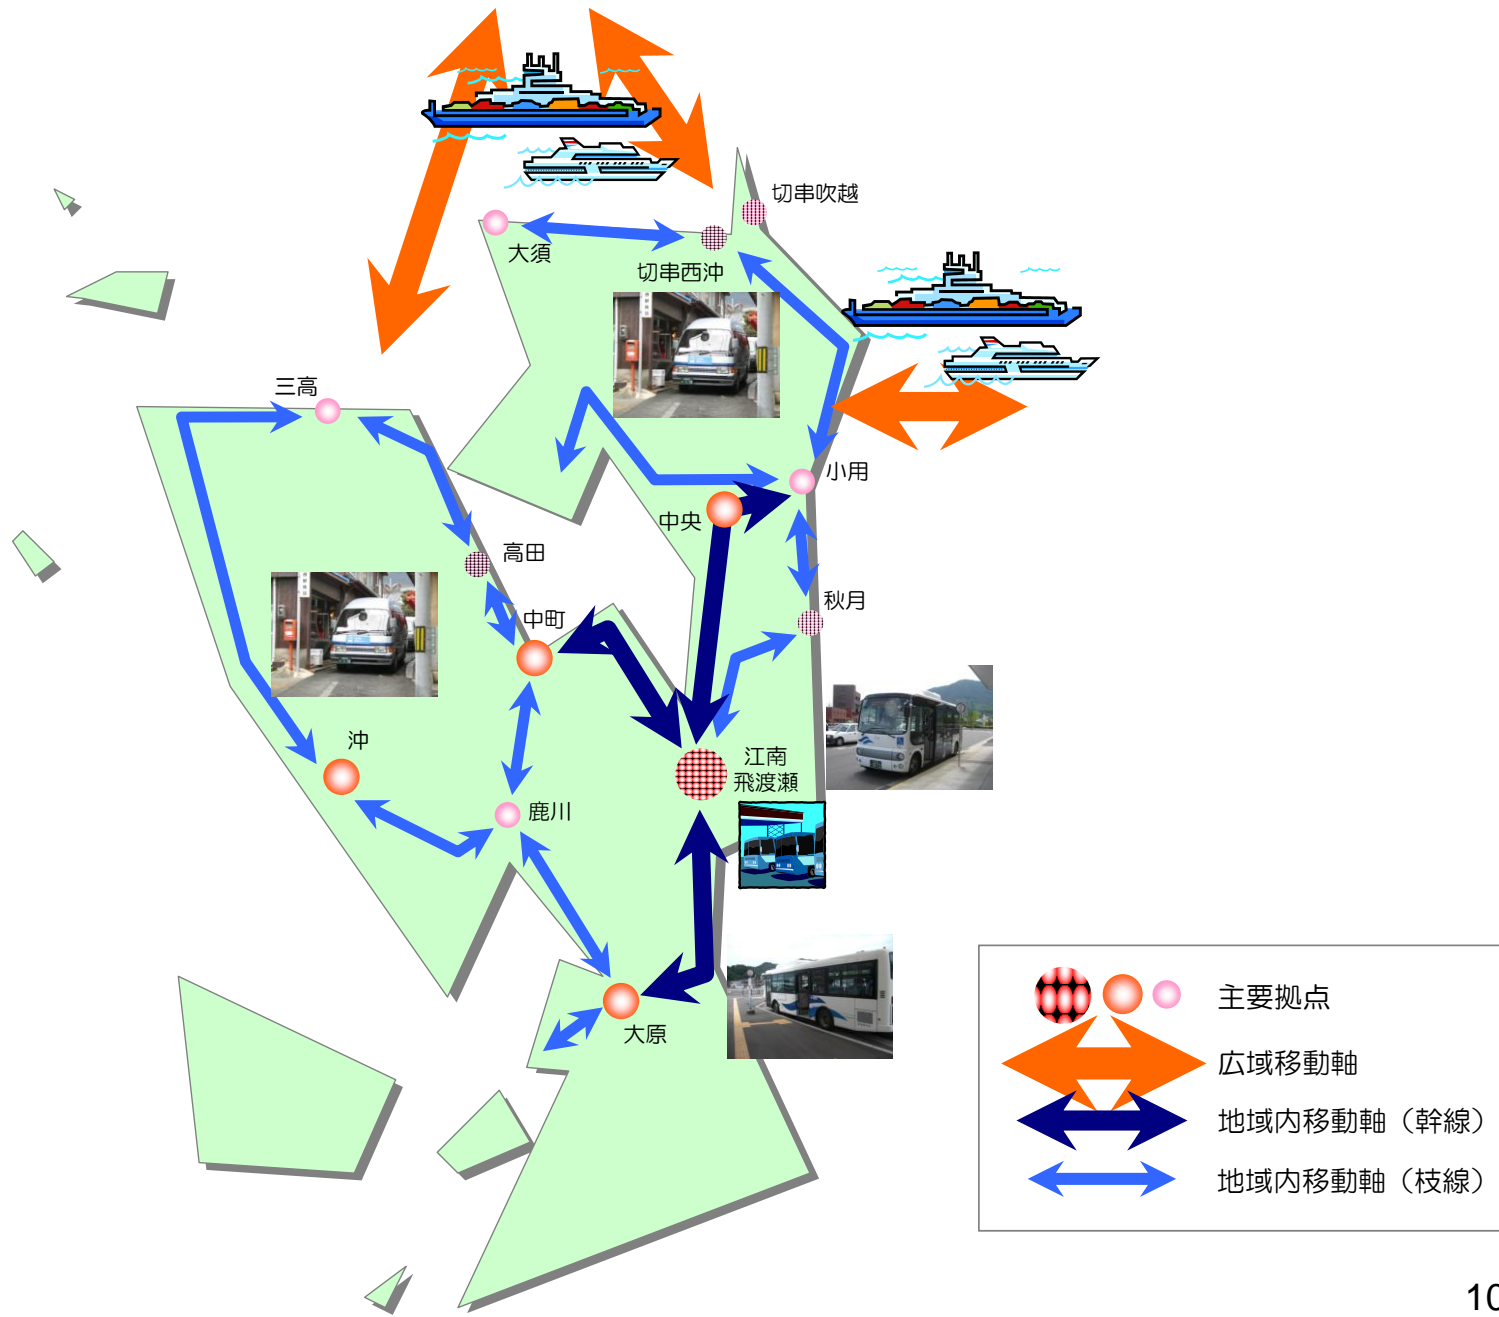 切串吹越
大須
切串西沖
三高
小用
中央
高田
秋月
中町
沖
江南
飛渡瀬
鹿川
大原
主要拠点
広域移動軸
地域内移動軸（幹線）
地域内移動軸（枝線）
10